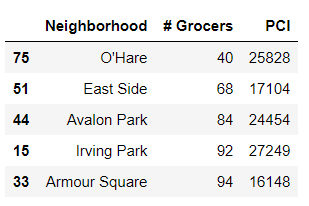 Neighborhood # Grocers PCI
75 O'Hare 40 25828
51 East Side 68 17104
44 Avalon Park 84 24454
15 Irving Park 92 27249
33 Armour Square 94 16148